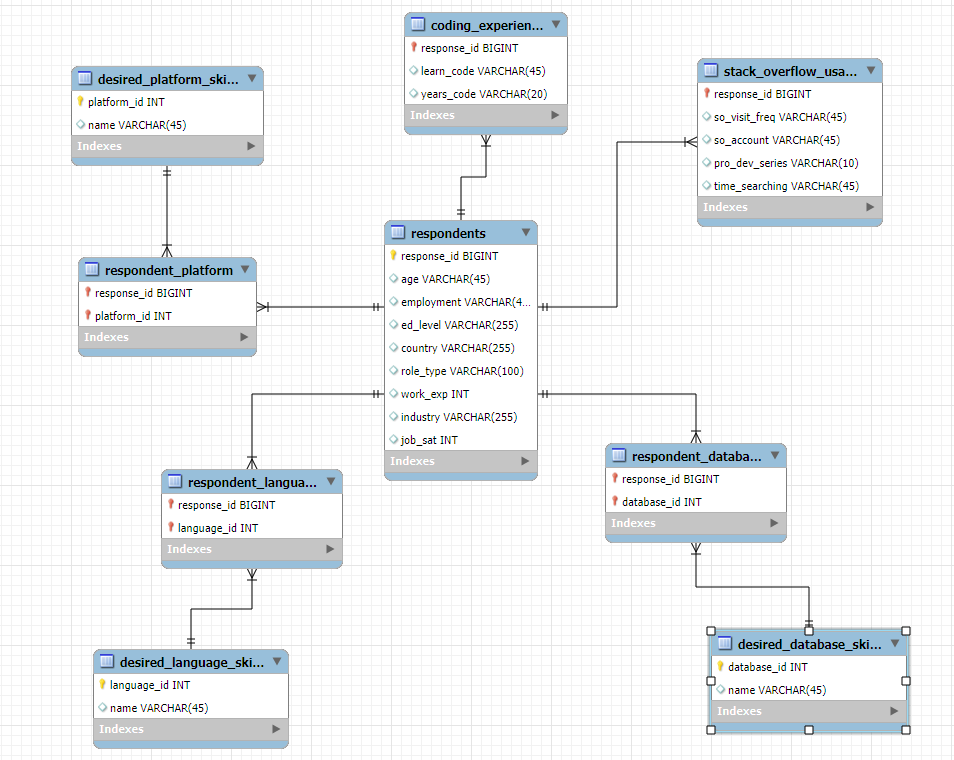 coding_experien...
response_id BIGINT
learn_code VARCHAR(45)
years_code VARCHAR(20)
Indexes
desired_platform_ski...
platform_id INT
name VARCHAR(45)
Indexes
stack_overflow_usa...
response_id BIGINT
so_visit_freq VARCHAR(45)
so_account VARCHAR(45)
pro_dev_series VARCHAR(10)
time_searching VARCHAR(45)
Indexes
respondents
response_id BIGINT
age VARCHAR(45)
employment VARCHAR(4...
ed_level VARCHAR(255)
country VARCHAR(255)
role_type VARCHAR(100)
work_exp INT
industry VARCHAR(255)
job_sat INT
Indexes
respondent_platform
response_id BIGINT
platform_id INT
Indexes
respondent_langua...
response_id BIGINT
language_id INT
Indexes
respondent_databa...
response_id BIGINT
database_id INT
Indexes
desired_language_ski...
language_id INT
name VARCHAR(45)
Indexes
desired_database_ski...
database_id INT
name VARCHAR(45)
Indexes